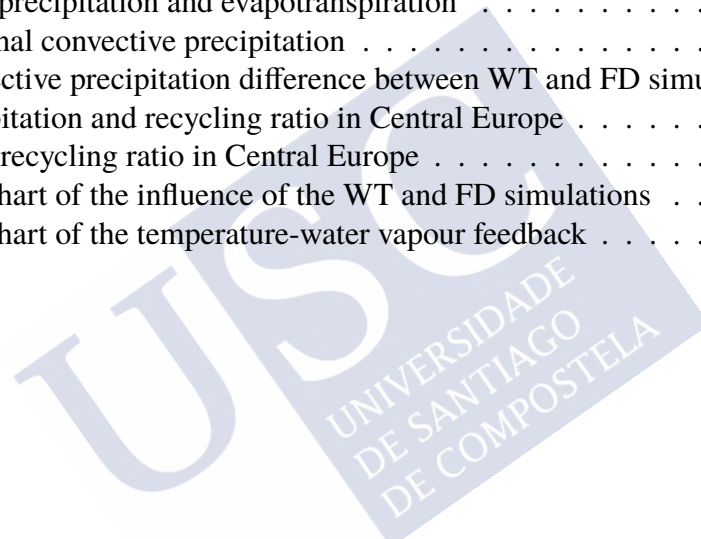 precipitation and evapotranspiration . . . . . . . . . .
nal convective precipitation . . . . . . . . . . . . . . .
ctive precipitation difference between WT and FD simu
itation and recycling ratio in Central Europe . . . . . .
recycling ratio in Central Europe . . . . . . . . . . . . .
hart of the influence of the WT and FD simulations . .
hart of the temperature-water vapour feedback . . . . .
USC
UNIVERSIDADE
DE SANTIAGO
DE COMPOSTELA